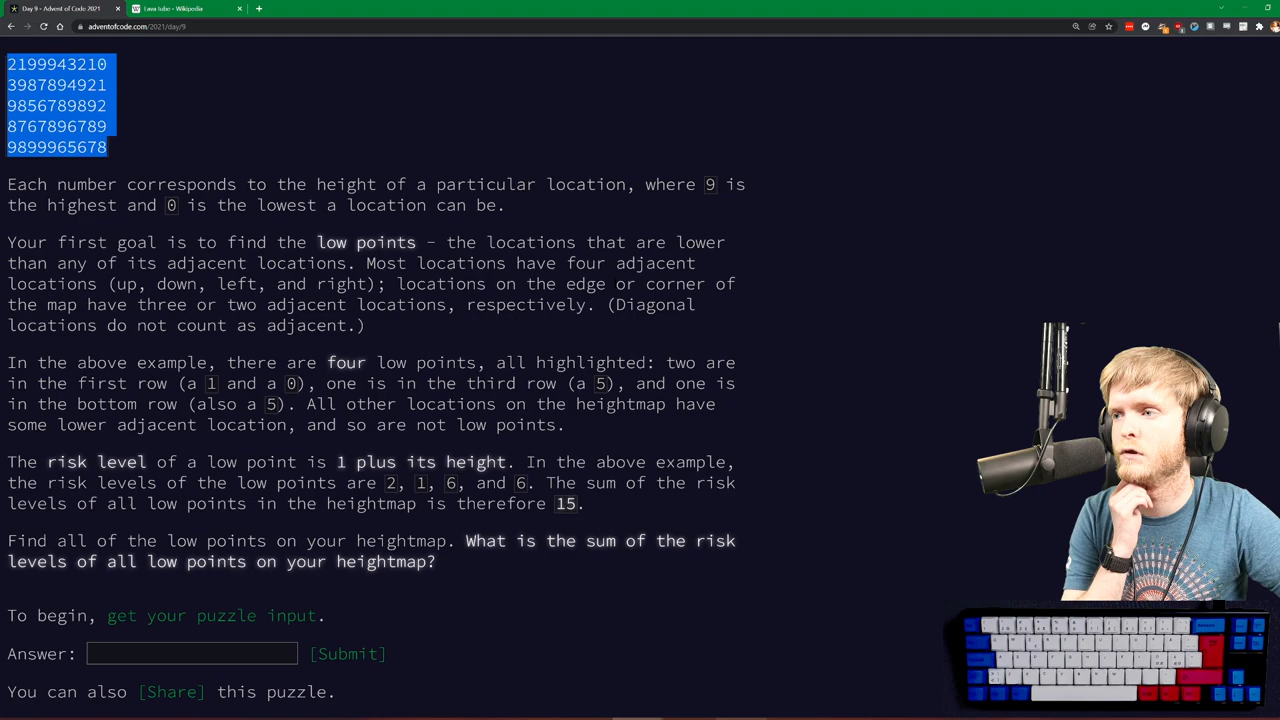 Day 9 - Advent of Code 2021
Lava tube - Wikipedia
adventofcode.com/2021/day/9
2199943210
3987894921
9856789892
8767896789
9899965678
Each number corresponds to the height of a particular location, where 9 is
the highest and 0 is the lowest a location can be.
Your first goal is to find the low points - the locations that are lower
than any of its adjacent locations. Most locations have four adjacent
locations (up, down, left, and right); locations on the edge or corner of
the map have three or two adjacent locations, respectively. (Diagonal
locations do not count as adjacent.)
In the above example, there are four low points, all highlighted: two are
in the first row (a 1 and a 0), one is in the third row (a 5), and one is
in the bottom row (also a 5). All other locations on the heightmap have
some lower adjacent location, and so are not low points.
The risk level of a low point is 1 plus its height. In the above example,
the risk levels of the low points are 2, 1, 6, and 6. The sum of the risk
levels of all low points in the heightmap is therefore 15.
Find all of the low points on your heightmap. What is the sum of the risk
levels of all low points on your heightmap?
To begin, get your puzzle input.
Answer: [Submit]
You can also [Share] this puzzle.